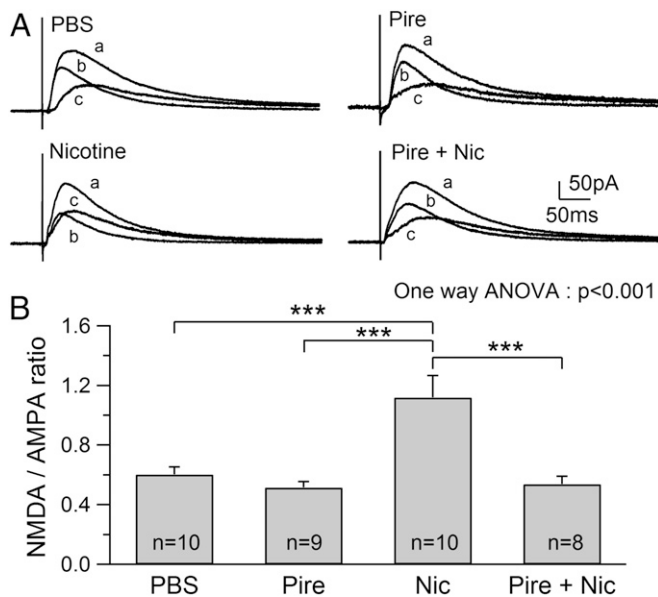 A
PBS
a
b
c
Pire
a
b
c
Nicotine
a
c
b
Pire + Nic
a
b
c
50pA
50ms
One way ANOVA : p<0.001
B
NMDA / AMPA ratio
1.6
1.2
0.8
0.4
0.0
***
***
***
n=10
n=9
n=10
n=8
PBS
Pire
Nic
Pire + Nic